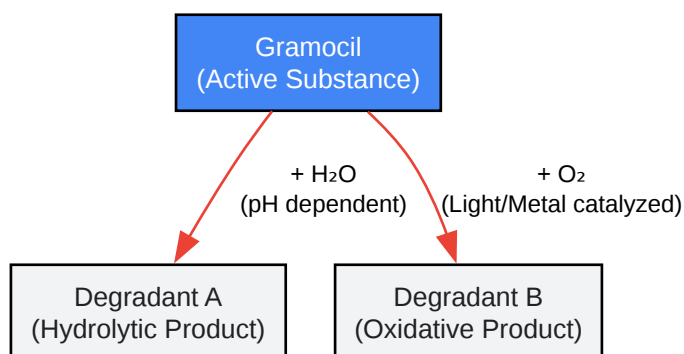 Gramocil
(Active Substance)
+ H₂O
(pH dependent)
+ O₂
(Light/Metal catalyzed)
Degradant A
(Hydrolytic Product)
Degradant B
(Oxidative Product)